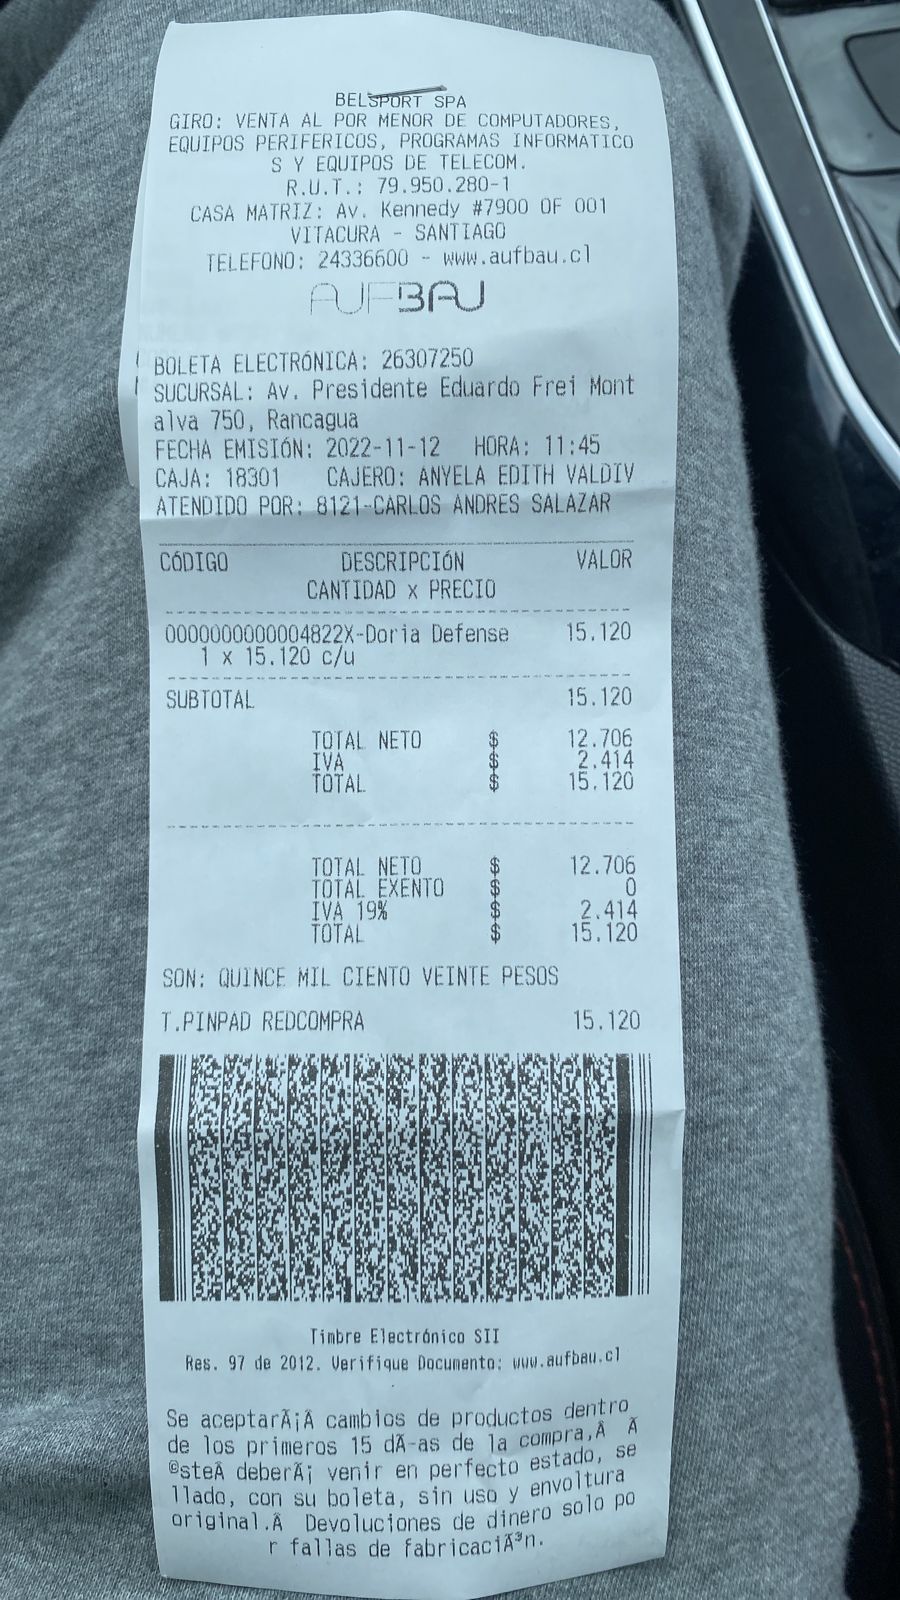 BELSPORT SPA
GIRO: VENTA AL POR MENOR DE COMPUTADORES,
EQUIPOS PERIFERICOS, PROGRAMAS INFORMATICO
S Y EQUIPOS DE TELECOM.
R.U.T.: 79.950.280-1
CASA MATRIZ: Av. Kennedy #7900 OF 001
VITACURA - SANTIAGO
TELEFONO: 24336600 - www.aufbau.cl
AUFBAU
BOLETA ELECTRÓNICA: 26307250
SUCURSAL: Av. Presidente Eduardo Frei Mont
alva 750, Rancagua
FECHA EMISIÓN: 2022-11-12 HORA: 11:45
CAJA: 18301 CAJERO: ANYELA EDITH VALDIV
ATENDIDO POR: 8121-CARLOS ANDRES SALAZAR
CÓDIGO DESCRIPCIÓN VALOR
CANTIDAD x PRECIO
0000000000004822X-Doria Defense 15.120
1 x 15.120 c/u
SUBTOTAL 15.120
TOTAL NETO $ 12.706
IVA $ 2.414
TOTAL $ 15.120
TOTAL NETO $ 12.706
TOTAL EXENTO $ 0
IVA 19% $ 2.414
TOTAL $ 15.120
SON: QUINCE MIL CIENTO VEINTE PESOS
T.PINPAD REDCOMPRA 15.120
Timbre Electrónico SII
Res. 97 de 2012. Verifique Documento: www.aufbau.cl
Se aceptarÃ¡Â cambios de productos dentro
de los primeros 15 dÃ-as de la compra,Â Ã
©steÂ deberÃ¡ venir en perfecto estado, se
llado, con su boleta, sin uso y envoltura
original.Â Devoluciones de dinero solo po
r fallas de fabricaciÃ³n.